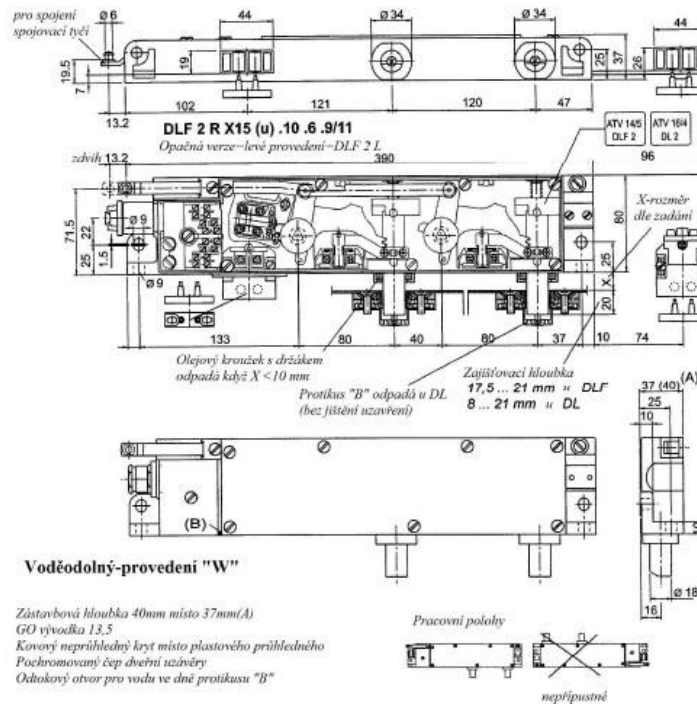 pro spojení
spojovací tyčí
Ø 6
44
Ø 34
Ø 34
44
19.5
7
19
25
37
26
13.2
102
121
120
47
DLF 2 R X15 (u) .10 .6 .9/11
Opačná verze-levé provedení-DLF 2 L
ATV 14/5
DLF 2
ATV 16/4
DL 2
zdvih
13.2
390
96
X-rozměr
dle zadání
71.5
25
22
1,5
Ø 9
Ø 9
80
25
X
20
133
80
40
80
37
10
74
Olejový kroužek s držákem
odpadá když X <10 mm
Protikus "B" odpadá u DL
(bez jištění uzavření)
Zajišťovací hloubka
17,5 ... 21 mm u DLF
8 ... 21 mm u DL
37 (40)
(A)
25
10
(B)
Ø 18
16
Voděodolný-provedení "W"
Zástavbová hloubka 40mm místo 37mm(A)
GO vývodka 13,5
Kovový neprůhledný kryt místo plastového průhledného
Pochromovaný čep dveřní uzávěry
Odtokový otvor pro vodu ve dně protikusu "B"
Pracovní polohy
nepřípustné